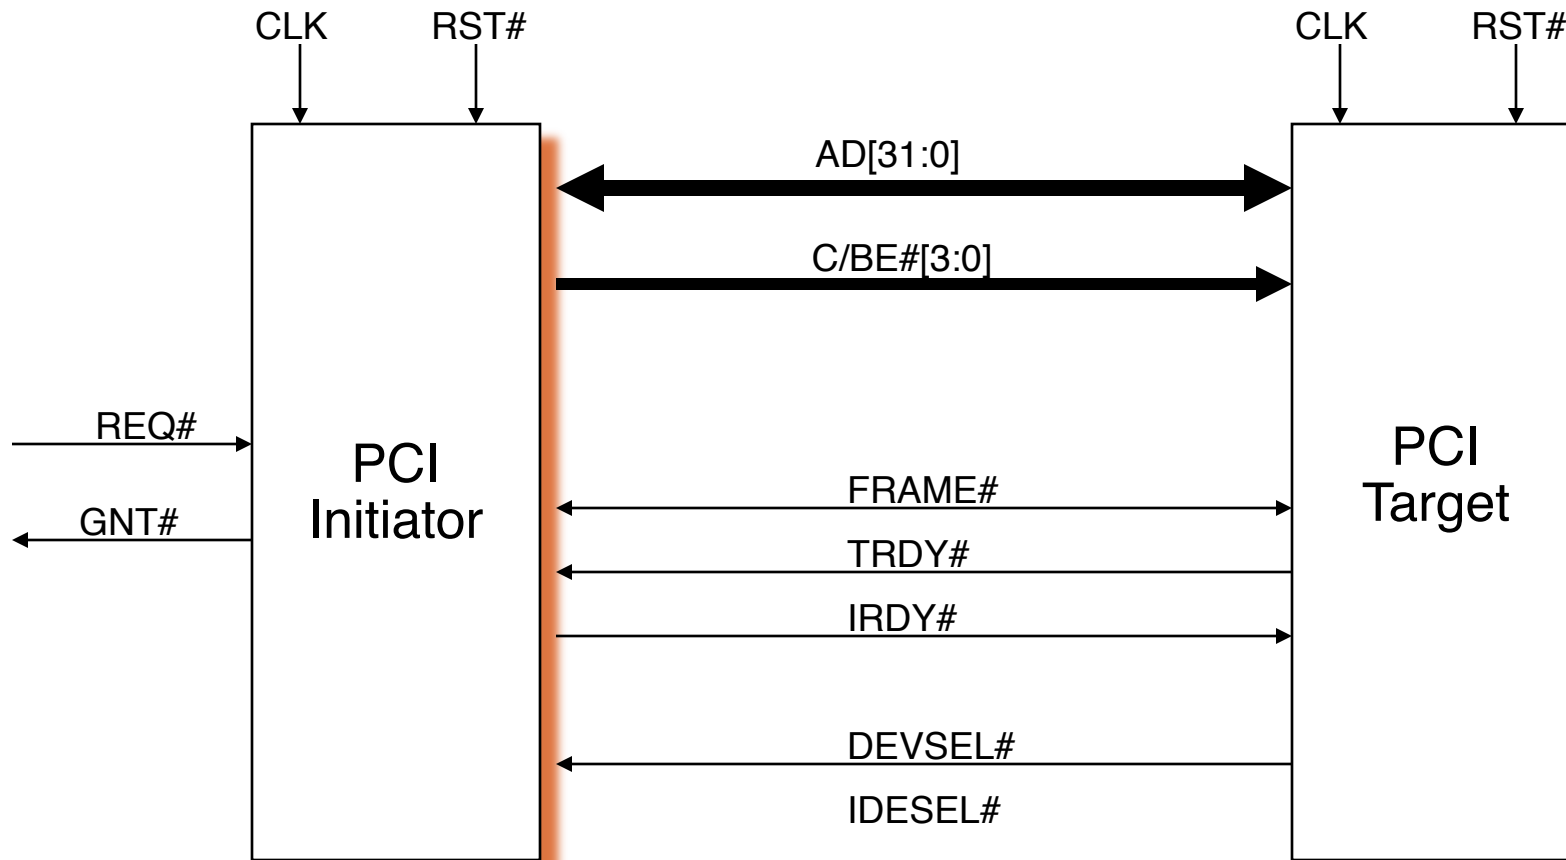 CLK RST# CLK RST#
AD[31:0]
C/BE#[3:0]
REQ#
PCI
Initiator
GNT#
FRAME#
TRDY#
IRDY#
DEVSEL#
IDESEL#
PCI
Target